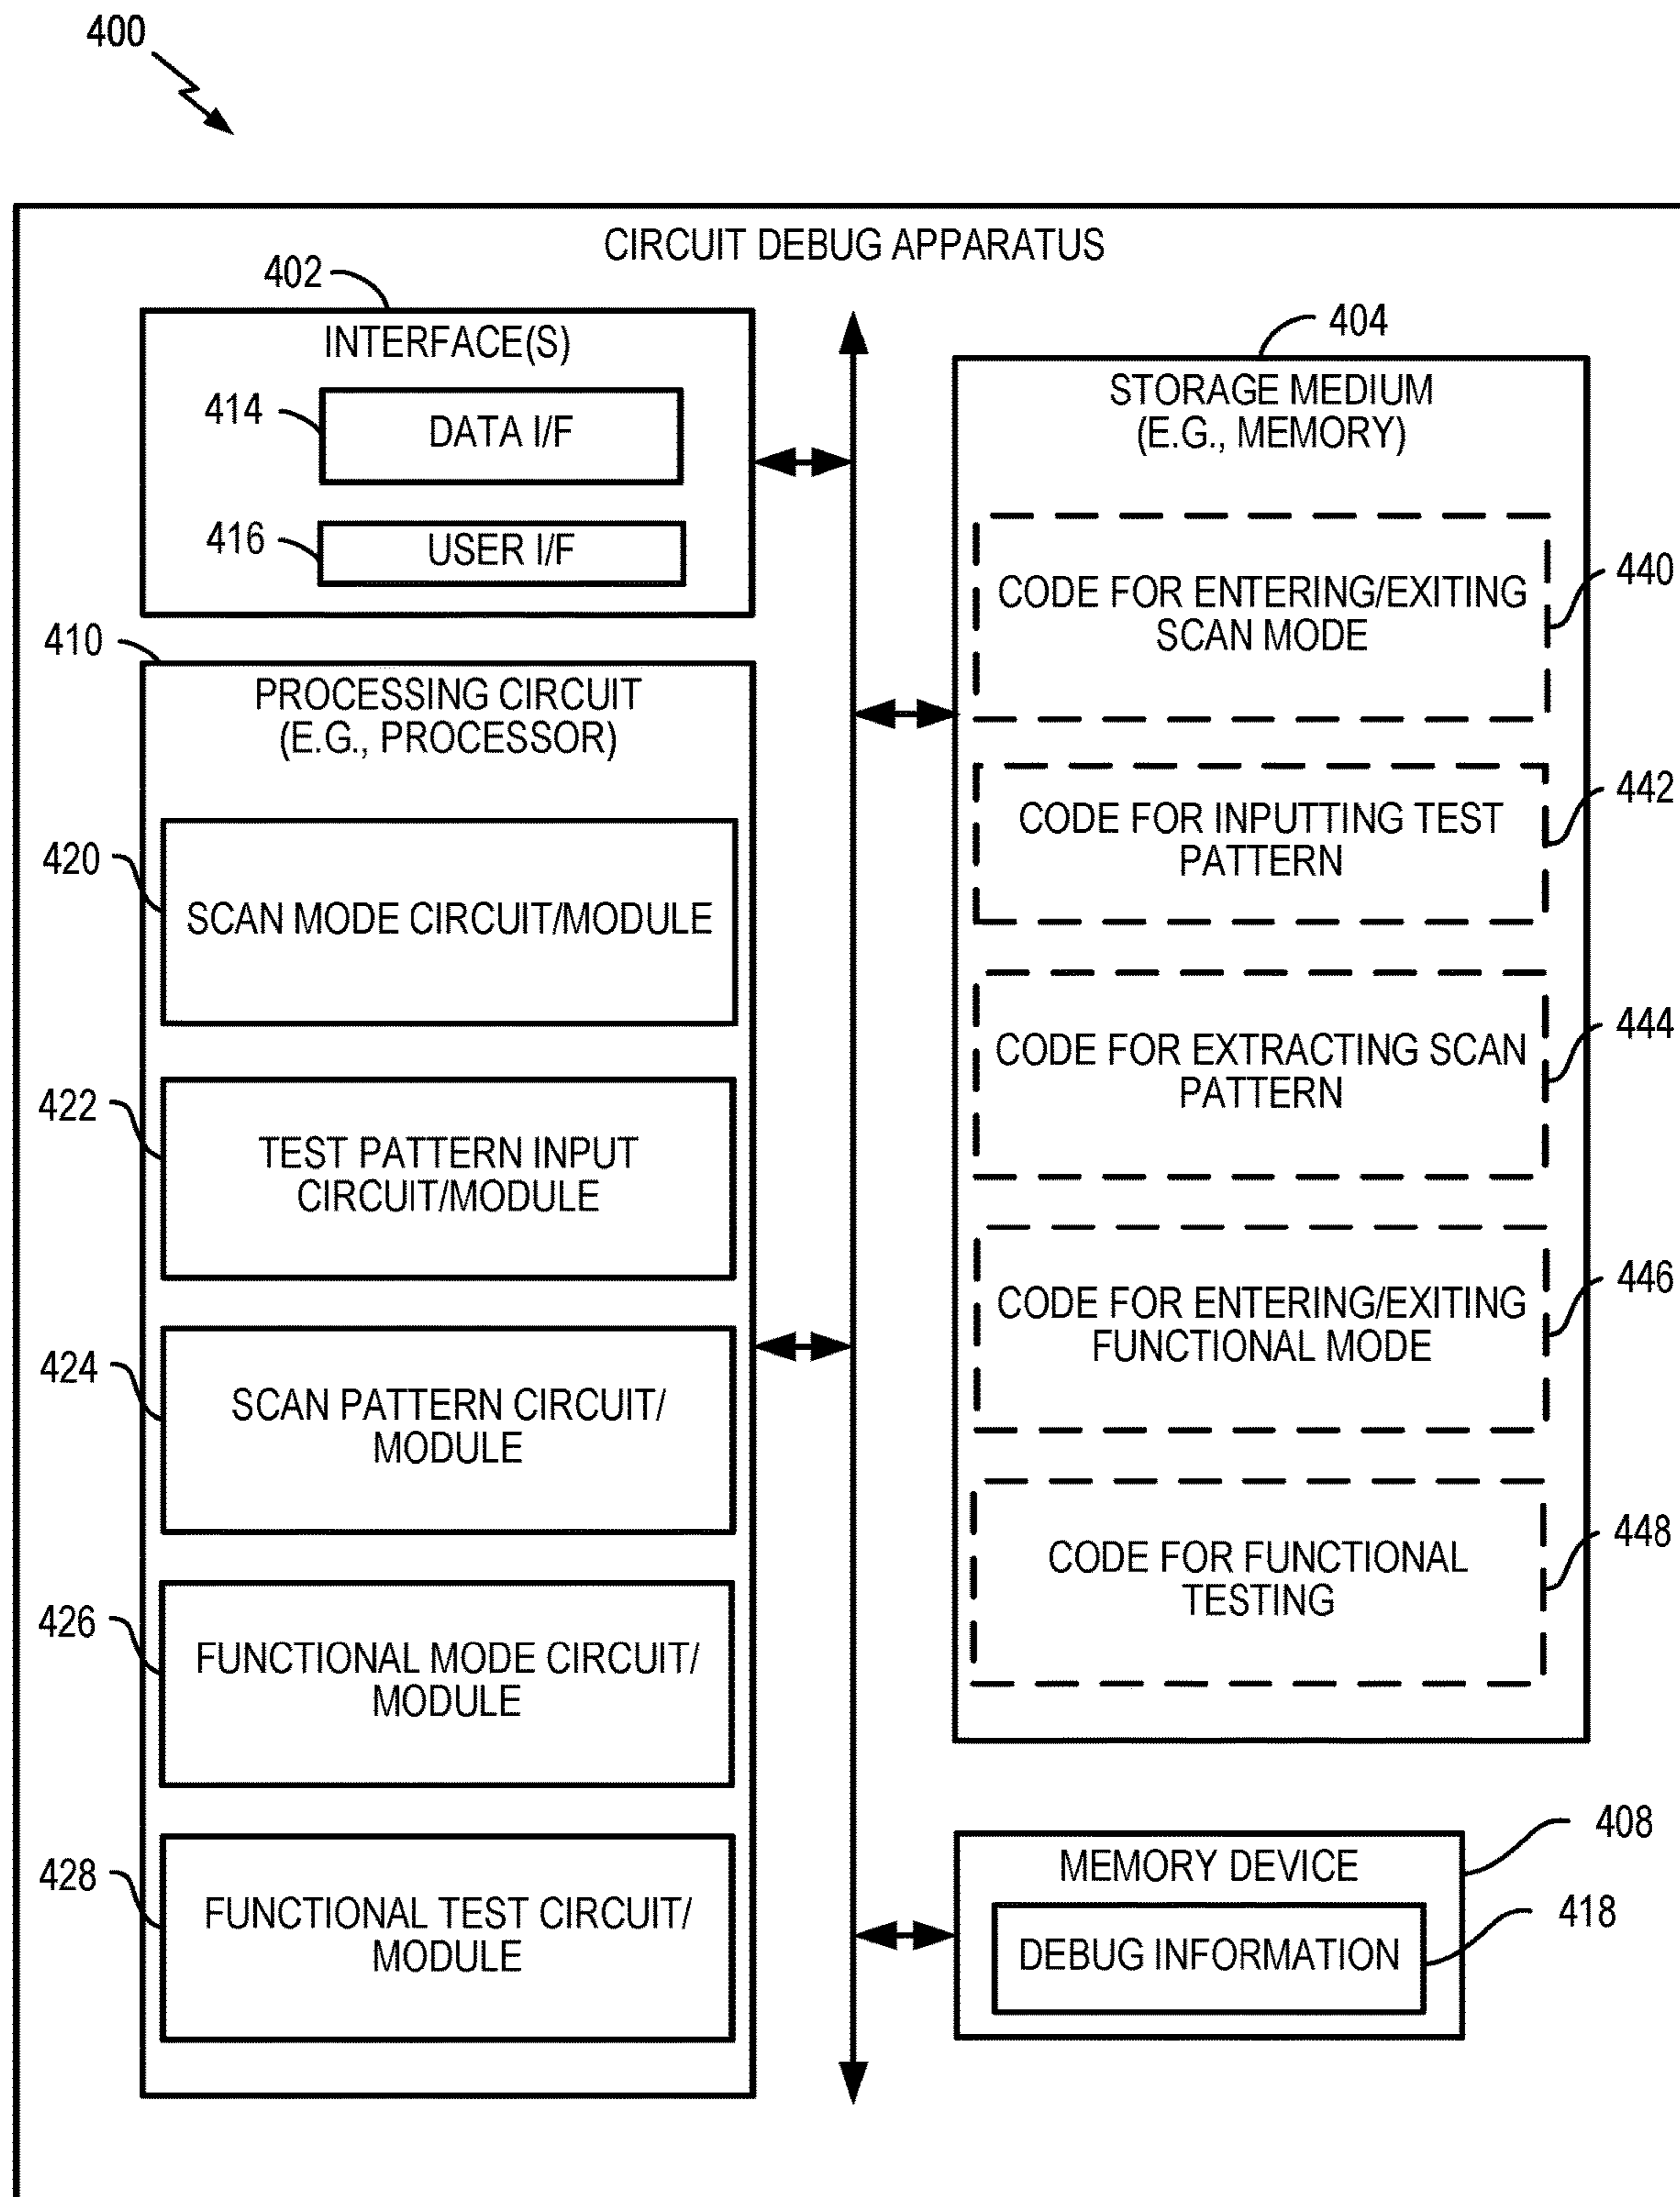 400
CIRCUIT DEBUG APPARATUS
402
INTERFACE(S)
414
DATA I/F
416
USER I/F
410
PROCESSING CIRCUIT
(E.G., PROCESSOR)
420
SCAN MODE CIRCUIT/MODULE
422
TEST PATTERN INPUT
CIRCUIT/MODULE
424
SCAN PATTERN CIRCUIT/
MODULE
426
FUNCTIONAL MODE CIRCUIT/
MODULE
428
FUNCTIONAL TEST CIRCUIT/
MODULE
404
STORAGE MEDIUM
(E.G., MEMORY)
CODE FOR ENTERING/EXITING
SCAN MODE
440
CODE FOR INPUTTING TEST
PATTERN
442
CODE FOR EXTRACTING SCAN
PATTERN
444
CODE FOR ENTERING/EXITING
FUNCTIONAL MODE
446
CODE FOR FUNCTIONAL
TESTING
448
408
MEMORY DEVICE
418
DEBUG INFORMATION